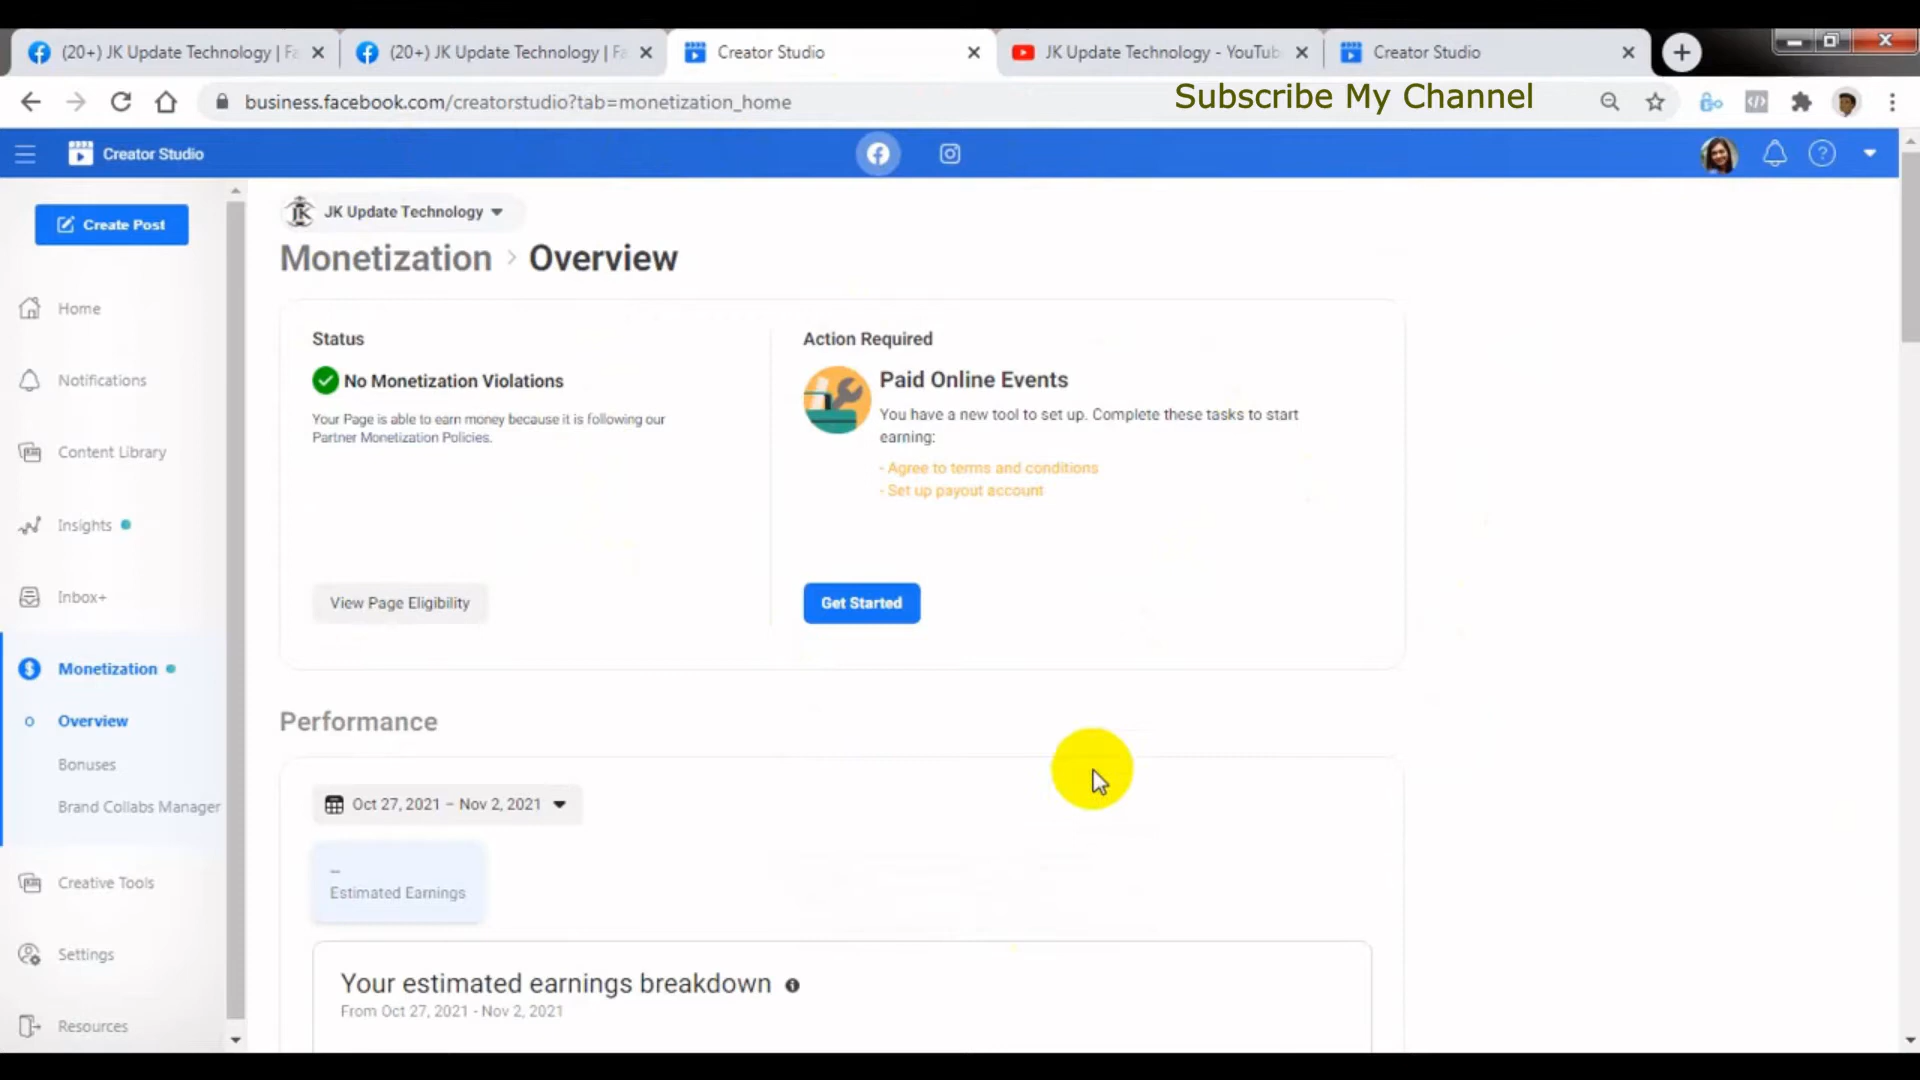 (20+) JK Update Technology | Fa
(20+) JK Update Technology | Fa
Creator Studio
JK Update Technology - YouTub
Creator Studio
business.facebook.com/creatorstudio?tab=monetization_home
Subscribe My Channel
Creator Studio
Create Post
Home
Notifications
Content Library
Insights
Inbox+
Monetization
Overview
Bonuses
Brand Collabs Manager
Creative Tools
Settings
Resources
JK Update Technology
Monetization > Overview
Status
No Monetization Violations
Your Page is able to earn money because it is following our
Partner Monetization Policies.
View Page Eligibility
Action Required
Paid Online Events
You have a new tool to set up. Complete these tasks to start
earning:
- Agree to terms and conditions
- Set up payout account
Get Started
Performance
Oct 27, 2021 – Nov 2, 2021
--
Estimated Earnings
Your estimated earnings breakdown
From Oct 27, 2021 - Nov 2, 2021